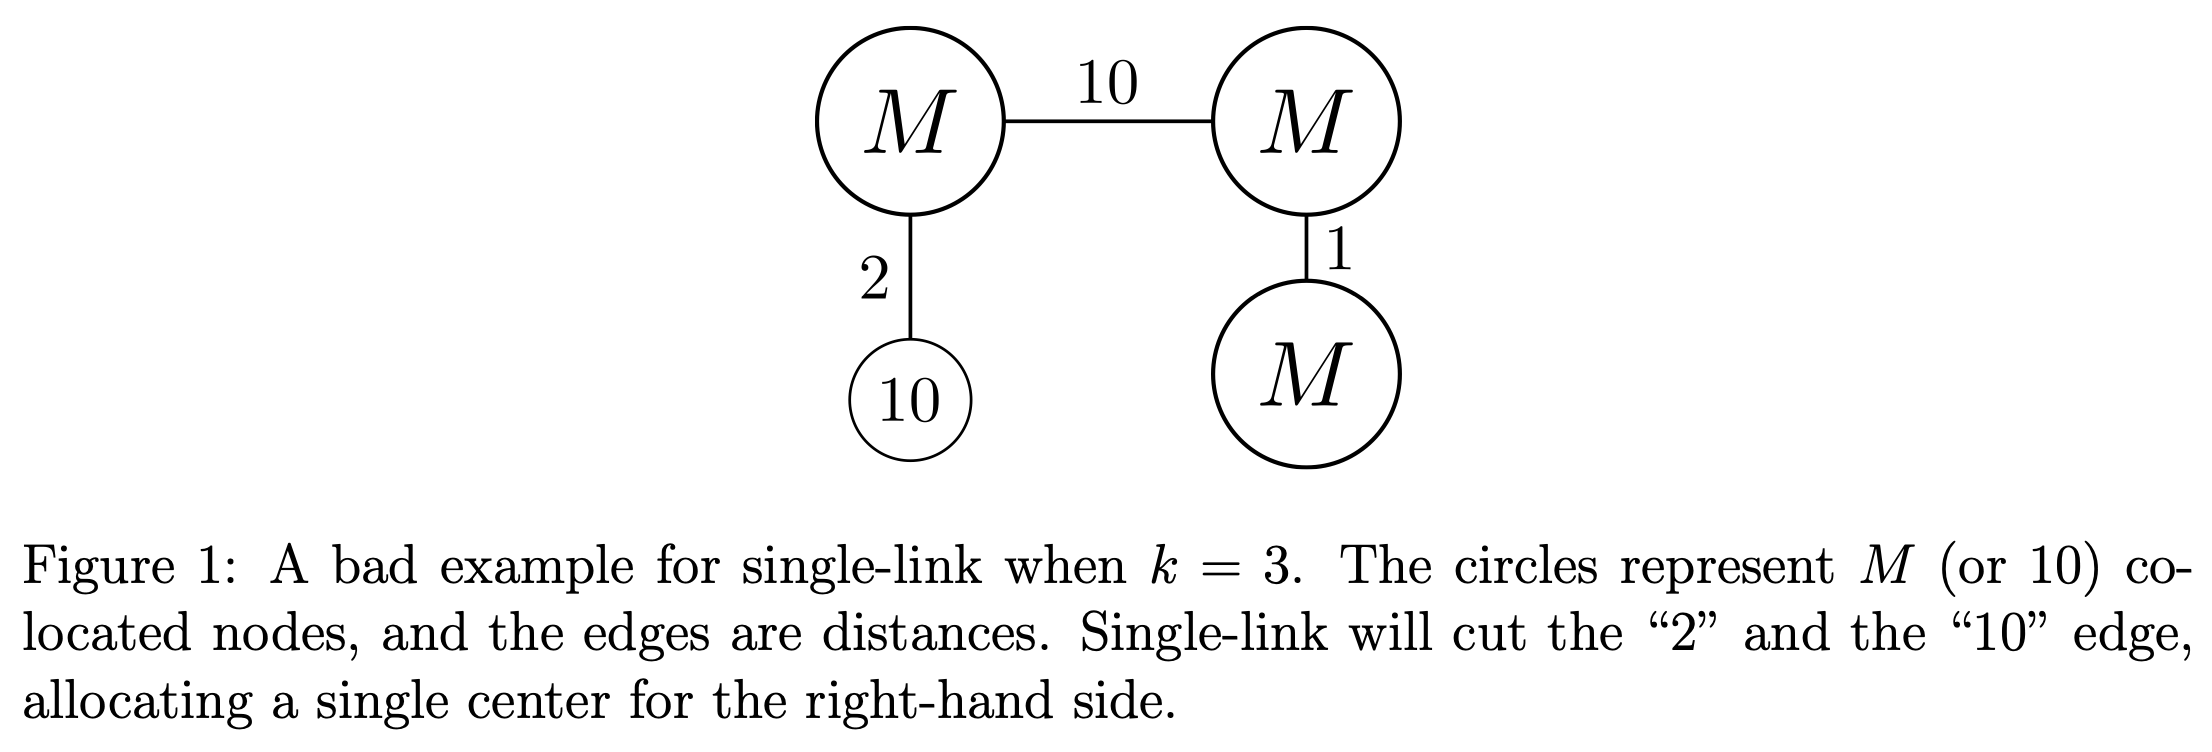 M
10
M
2
1
10
M
Figure 1: A bad example for single-link when k = 3. The circles represent M (or 10) co-
located nodes, and the edges are distances. Single-link will cut the “2” and the “10” edge,
allocating a single center for the right-hand side.